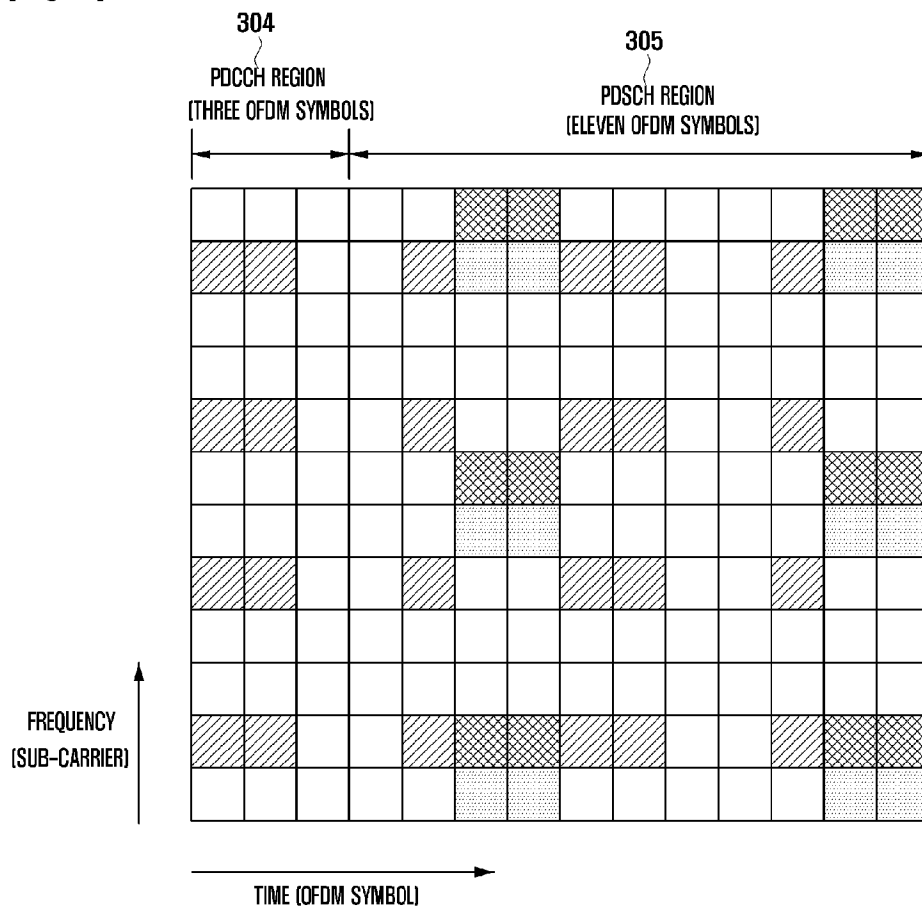 304
PDCCH REGION
(THREE OFDM SYMBOLS)
305
PDSCH REGION
(ELEVEN OFDM SYMBOLS)
FREQUENCY
(SUB-CARRIER)
TIME (OFDM SYMBOL)